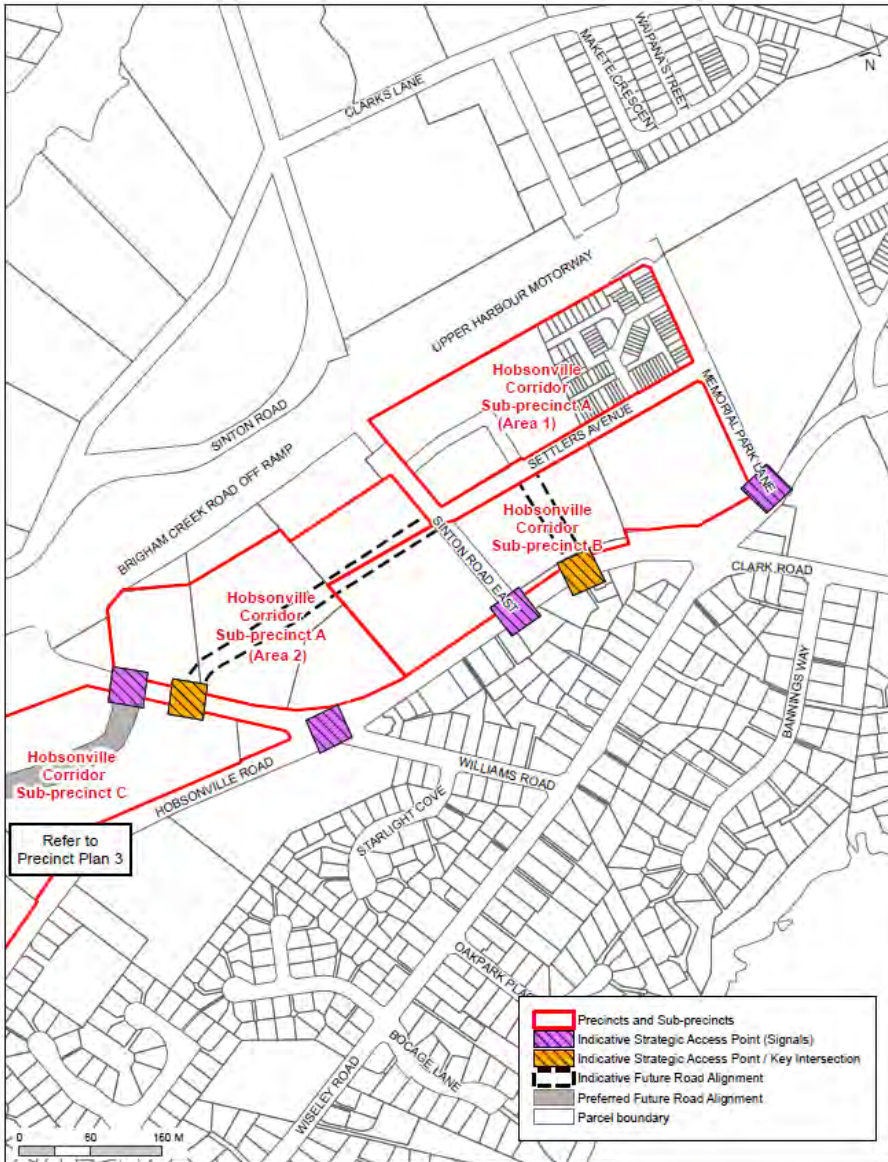 WAIPANA STREET
MAKETE CRESCENT
N
CLARKS LANE
UPPER HARBOUR MOTORWAY
Hobsonville
Corridor
Sub-precinct A
(Area 1)
MEMORIAL PARK LANE
SINTON ROAD
SETTLERS AVENUE
BRIGHAM CREEK ROAD OFF RAMP
Hobsonville
Corridor
Sub-precinct B
SINTON ROAD EAST
CLARK ROAD
Hobsonville
Corridor
Sub-precinct A
(Area 2)
BANNINGS WAY
Hobsonville
Corridor
Sub-precinct C
HOBSONVILLE ROAD
WILLIAMS ROAD
STARLIGHT COVE
Refer to
Precinct Plan 3
OAKPARK PLA
BOCAGE LANE
WISELEY ROAD
Precincts and Sub-precincts
Indicative Strategic Access Point (Signals)
Indicative Strategic Access Point / Key Intersection
Indicative Future Road Alignment
Preferred Future Road Alignment
Parcel boundary
0 80 160 M